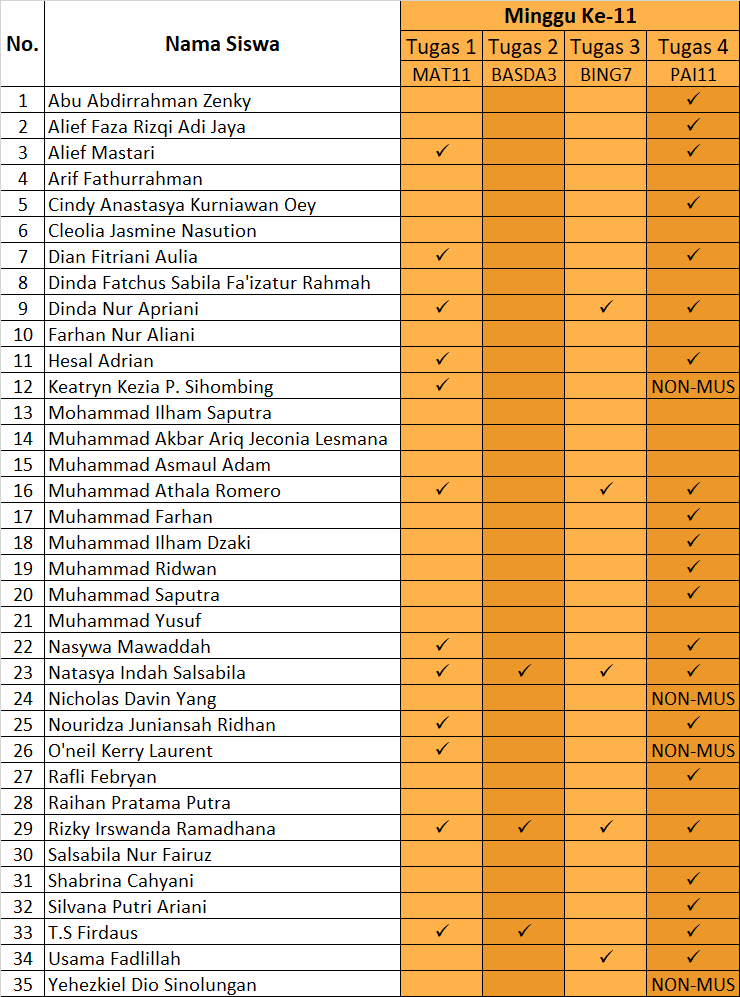 Minggu Ke-11
No. Nama Siswa Tugas 1 Tugas 2 Tugas 3 Tugas 4
MAT11 BASDA3 BING7 PAI11
1 Abu Abdirrahman Zenky ✓
2 Alief Faza Rizqi Adi Jaya ✓
3 Alief Mastari ✓ ✓
4 Arif Fathurrahman
5 Cindy Anastasya Kurniawan Oey ✓
6 Cleolia Jasmine Nasution
7 Dian Fitriani Aulia ✓ ✓
8 Dinda Fatchus Sabila Fa'izatur Rahmah
9 Dinda Nur Apriani ✓ ✓ ✓
10 Farhan Nur Aliani
11 Hesal Adrian ✓ ✓
12 Keatryn Kezia P. Sihombing ✓ NON-MUS
13 Mohammad Ilham Saputra
14 Muhammad Akbar Ariq Jeconia Lesmana
15 Muhammad Asmaul Adam
16 Muhammad Athala Romero ✓ ✓ ✓
17 Muhammad Farhan ✓
18 Muhammad Ilham Dzaki ✓
19 Muhammad Ridwan ✓
20 Muhammad Saputra ✓
21 Muhammad Yusuf
22 Nasywa Mawaddah ✓ ✓
23 Natasya Indah Salsabila ✓ ✓ ✓ ✓
24 Nicholas Davin Yang NON-MUS
25 Nouridza Juniansah Ridhan ✓ ✓
26 O'neil Kerry Laurent ✓ NON-MUS
27 Rafli Febryan ✓
28 Raihan Pratama Putra
29 Rizky Irswanda Ramadhana ✓ ✓ ✓ ✓
30 Salsabila Nur Fairuz
31 Shabrina Cahyani ✓
32 Silvana Putri Ariani ✓
33 T.S Firdaus ✓ ✓ ✓
34 Usama Fadlillah ✓ ✓
35 Yehezkiel Dio Sinolungan NON-MUS